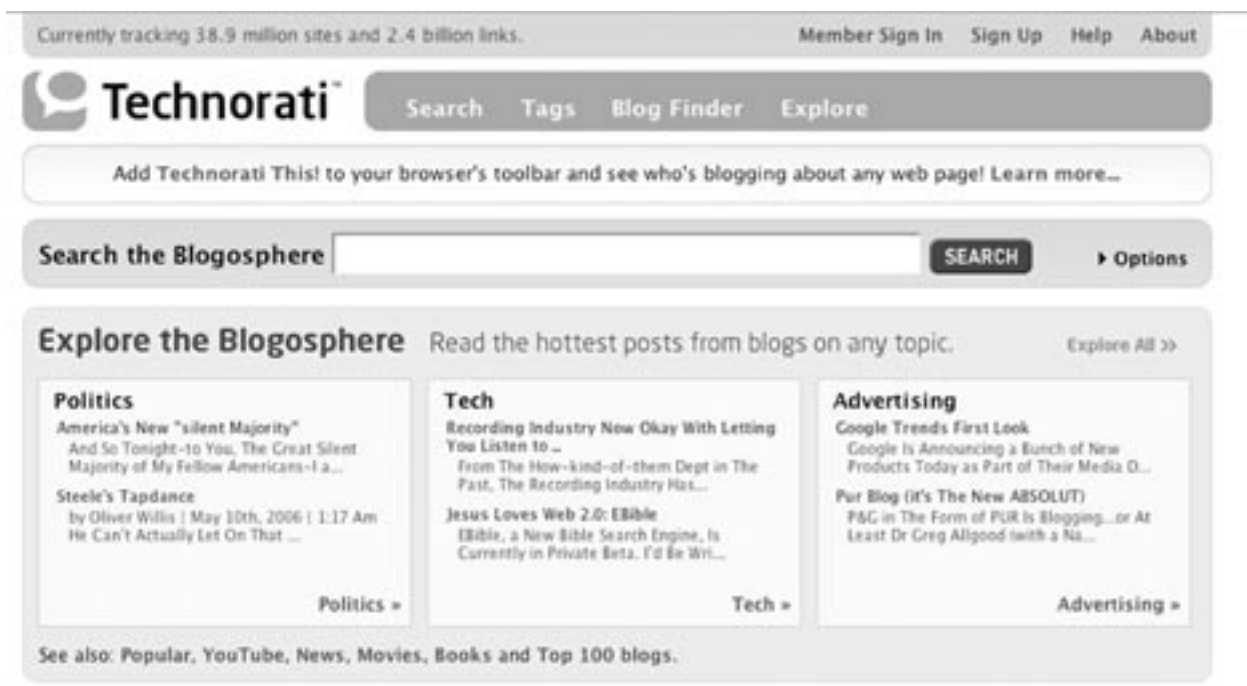 Currently tracking 38.9 million sites and 2.4 billion links.
Member Sign In Sign Up Help About
Technorati™
Search Tags Blog Finder Explore
Add Technorati This! to your browser's toolbar and see who's blogging about any web page! Learn more...
Search the Blogosphere SEARCH Options
Explore the Blogosphere Read the hottest posts from blogs on any topic. Explore All »
Politics
America's New "silent Majority"
And So Tonight-to You, The Great Silent
Majority of My Fellow Americans-I a...
Steele's Tapdance
by Oliver Willis | May 10th, 2006 | 1:17 Am
He Can't Actually Let On That ...
Politics »
Tech
Recording Industry Now Okay With Letting
You Listen to ...
From The How-kind-of-them Dept in The
Past, The Recording Industry Has...
Jesus Loves Web 2.0: EBible
EBible, a New Bible Search Engine, Is
Currently in Private Beta. I'd Be Wri...
Tech »
Advertising
Google Trends First Look
Google Is Announcing a Bunch of New
Products Today as Part of Their Media D...
Pur Blog (it's The New ABSOLUT)
P&G in The Form of PUR Is Blogging...or At
Least Dr Greg Allgood (with a Na...
Advertising »
See also: Popular, YouTube, News, Movies, Books and Top 100 blogs.